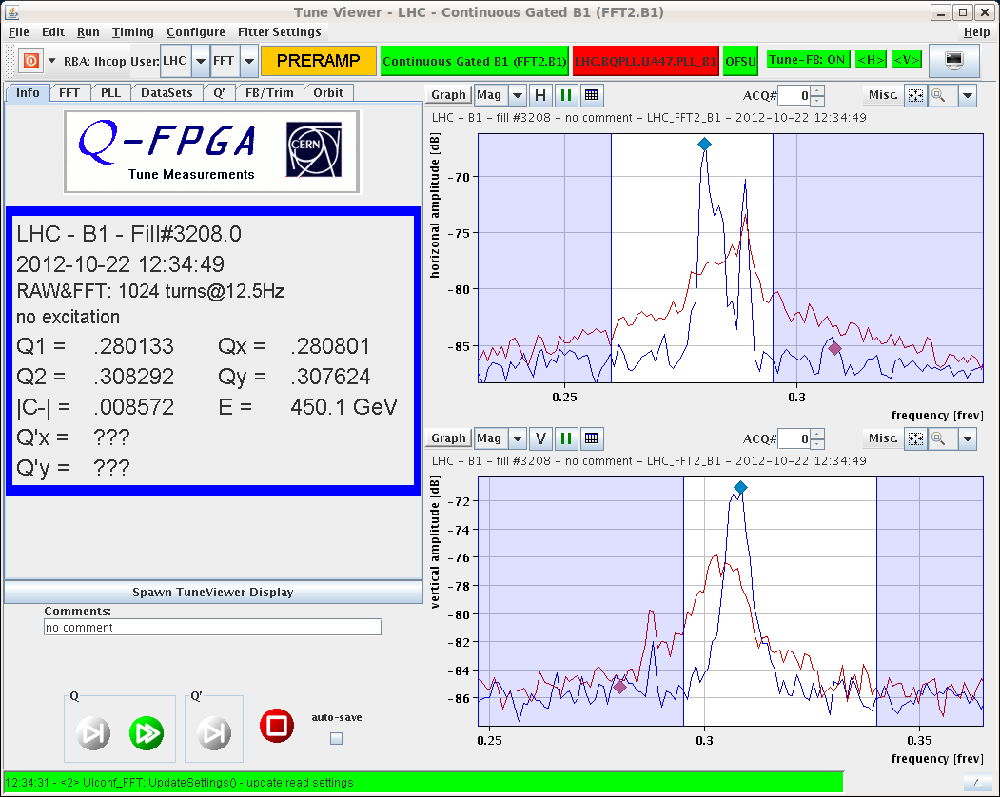 Tune Viewer - LHC - Continuous Gated B1 (FFT2.B1)
File Edit Run Timing Configure Fitter Settings Help
RBA: lhcop User: LHC FFT PRERAMP Continuous Gated B1 (FFT2.B1) LHC.BQPLL.UA47.PLL_B1 OFSU Tune-FB: ON <H> <V>
Info FFT PLL DataSets Q' FB/Trim Orbit
Q-FPGA
Tune Measurements
CERN
LHC - B1 - Fill#3208.0
2012-10-22 12:34:49
RAW&FFT: 1024 turns@12.5Hz
no excitation
Q1 = .280133 Qx = .280801
Q2 = .308292 Qy = .307624
|C-| = .008572 E = 450.1 GeV
Q'x = ???
Q'y = ???
Spawn TuneViewer Display
Comments:
no comment
Q
Q'
auto-save
Graph Mag H ACQ# 0 Misc.
LHC - B1 - fill #3208 - no comment - LHC_FFT2_B1 - 2012-10-22 12:34:49
horizonal amplitude [dB]
-70
-75
-80
-85
0.25 0.3
frequency [frev]
Graph Mag V ACQ# 0 Misc.
LHC - B1 - fill #3208 - no comment - LHC_FFT2_B1 - 2012-10-22 12:34:49
vertical amplitude [dB]
-72
-74
-76
-78
-80
-82
-84
-86
0.25 0.3 0.35
frequency [frev]
12:34:31 - <2> UIconf_FFT::UpdateSettings() - update read settings